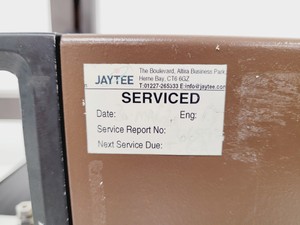 JAYTEE
The Boulevard, Altira Business Park
Herne Bay, CT6 6GZ
T:01227-265333 E:info@jaytee.com
SERVICED
Date: Eng:
Service Report No:
Next Service Due: